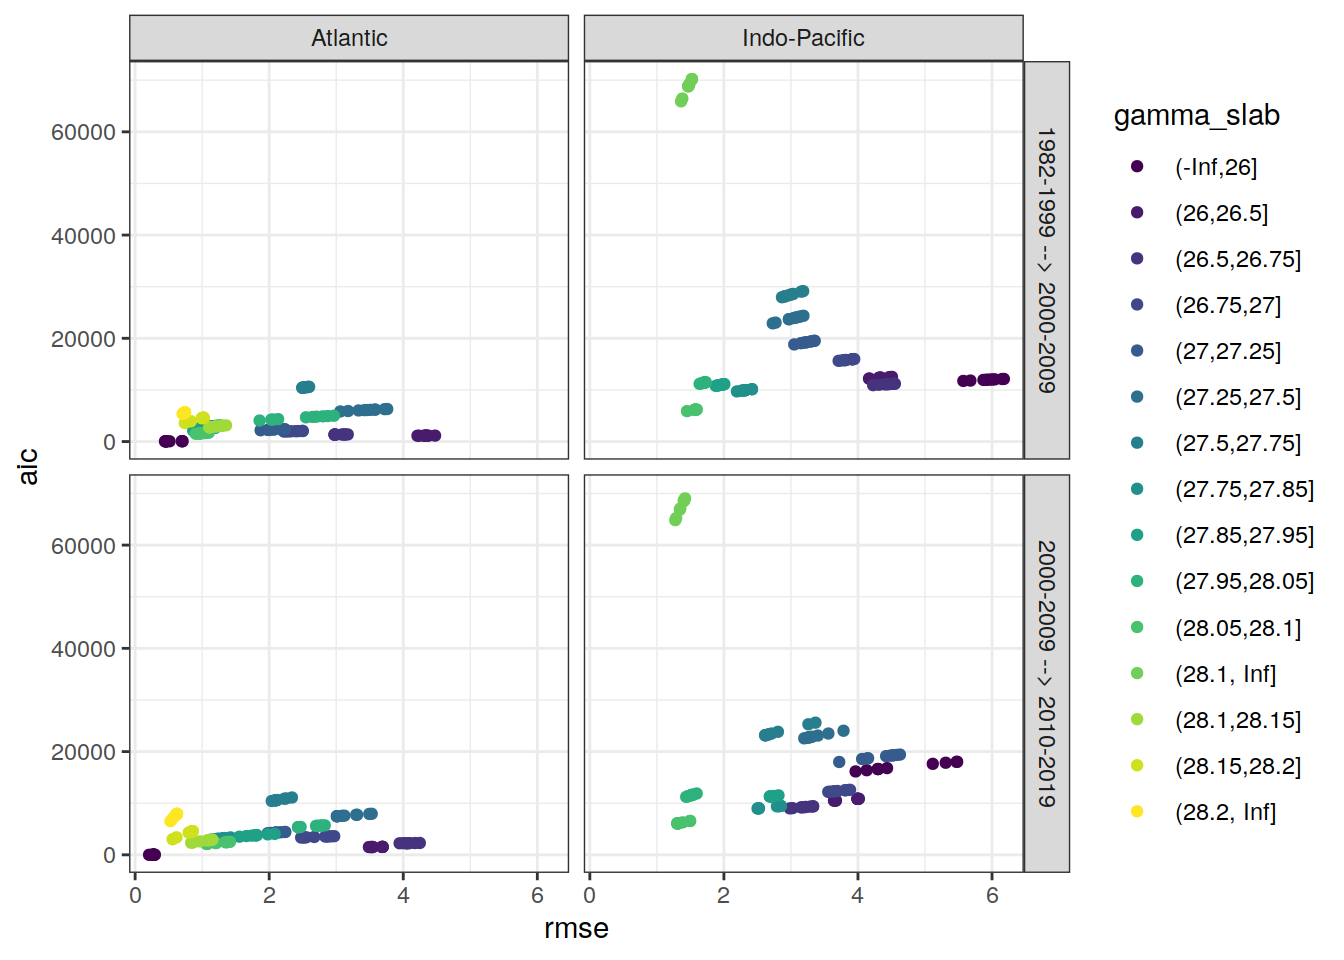 Atlantic
Indo-Pacific
60000
40000
20000
0
1982-1999 --> 2000-2009
60000
40000
20000
0
2000-2009 --> 2010-2019
0
2
4
6
0
2
4
6
rmse
aic
gamma_slab
(-Inf,26]
(26,26.5]
(26.5,26.75]
(26.75,27]
(27,27.25]
(27.25,27.5]
(27.5,27.75]
(27.75,27.85]
(27.85,27.95]
(27.95,28.05]
(28.05,28.1]
(28.1, Inf]
(28.1,28.15]
(28.15,28.2]
(28.2, Inf]